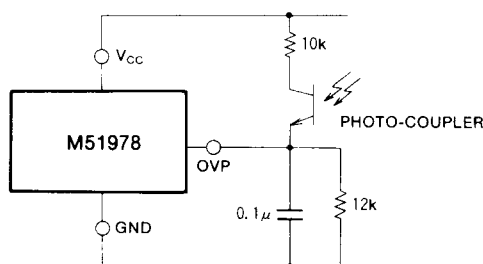 10k
VCC
M51978
PHOTO-COUPLER
OVP
0.1μ
12k
GND